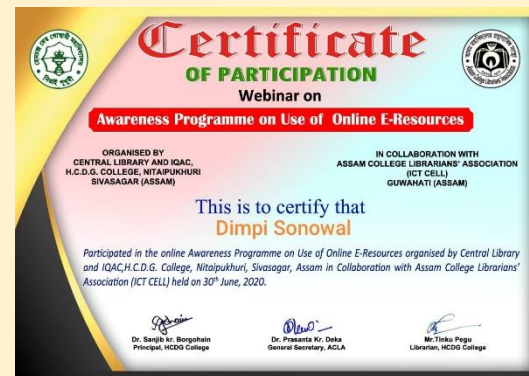 Certificate
OF PARTICIPATION
Webinar on
Awareness Programme on Use of Online E-Resources
ORGANISED BY
CENTRAL LIBRARY AND IQAC,
H.C.D.G. COLLEGE, NITAIPUKHURI
SIVASAGAR (ASSAM)
IN COLLABORATION WITH
ASSAM COLLEGE LIBRARIANS' ASSOCIATION
(ICT CELL)
GUWAHATI (ASSAM)
This is to certify that
Dimpi Sonowal
Participated in the online Awareness Programme on Use of Online E-Resources organised by Central Library
and IQAC,H.C.D.G. College, Nitaipukhuri, Sivasagar, Assam in Collaboration with Assam College Librarians'
Association (ICT CELL) held on 30th June, 2020.
Dr. Sanjib kr. Borgohain
Principal, HCDG College
Dr. Prasanta Kr. Deka
General Secretary, ACLA
Mr.Tinku Pegu
Librarian, HCDG College